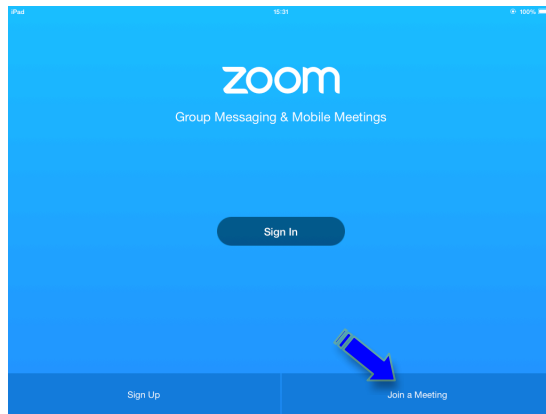 iPad 15:31 100%
zoom
Group Messaging & Mobile Meetings
Sign In
Sign Up Join a Meeting